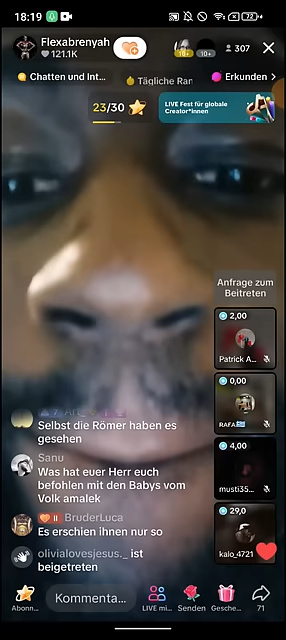 18:19
72
Flexabrenyah
121.1K
10+
10+
307
Chatten und Int...
Tägliche Ran
Erkunden >
23/30
LIVE Fest für globale
Creator*innen
Anfrage zum
Beitreten
2,00
Patrick A...
0,00
RAFA
4,00
musti35...
29,0
kalo_4721
Selbst die Römer haben es
gesehen
Sanu
Was hat euer Herr euch
befohlen mit den Babys vom
Volk amalek
BruderLuca
Es erschien ihnen nur so
olivialovesjesus._ ist
beigetreten
Abonn...
Kommenta...
LIVE mi...
Senden
Gesche...
71